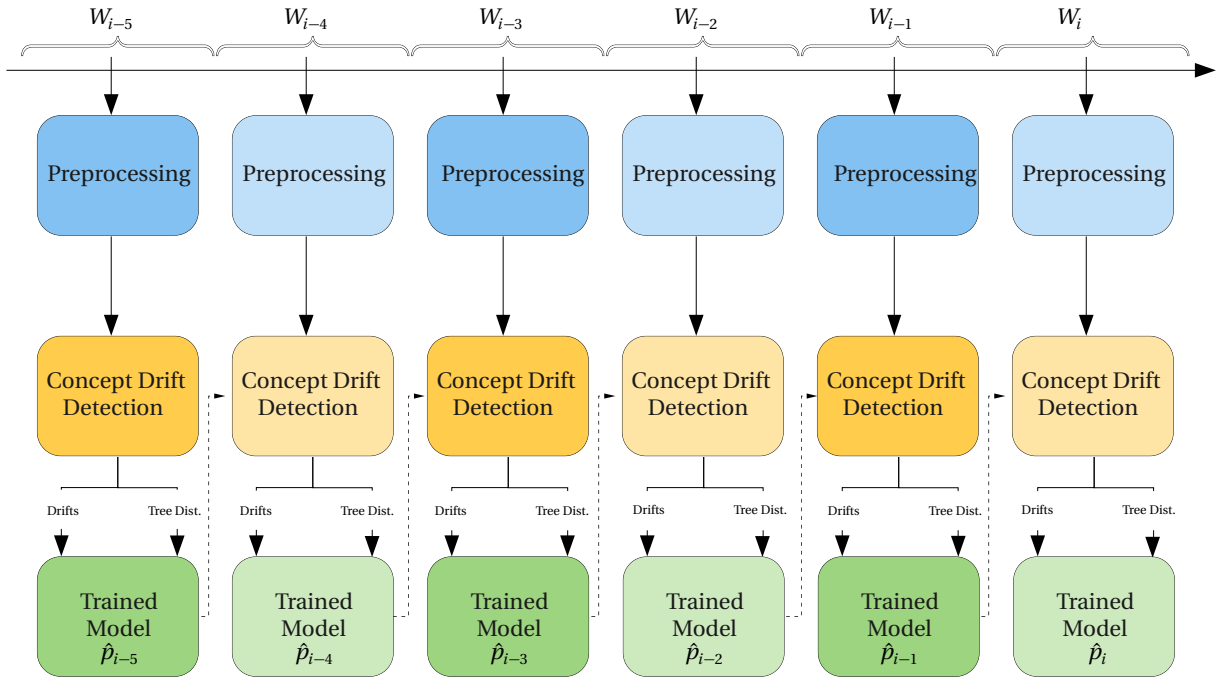 W_{i−5} W_{i−4} W_{i−3} W_{i−2} W_{i−1} W_i
Preprocessing Preprocessing Preprocessing Preprocessing Preprocessing Preprocessing
Concept Drift Concept Drift Concept Drift Concept Drift Concept Drift Concept Drift
Detection Detection Detection Detection Detection Detection
Drifts Tree Dist. Drifts Tree Dist. Drifts Tree Dist. Drifts Tree Dist. Drifts Tree Dist. Drifts Tree Dist.
Trained Trained Trained Trained Trained Trained
Model Model Model Model Model Model
p̂_{i−5} p̂_{i−4} p̂_{i−3} p̂_{i−2} p̂_{i−1} p̂_i